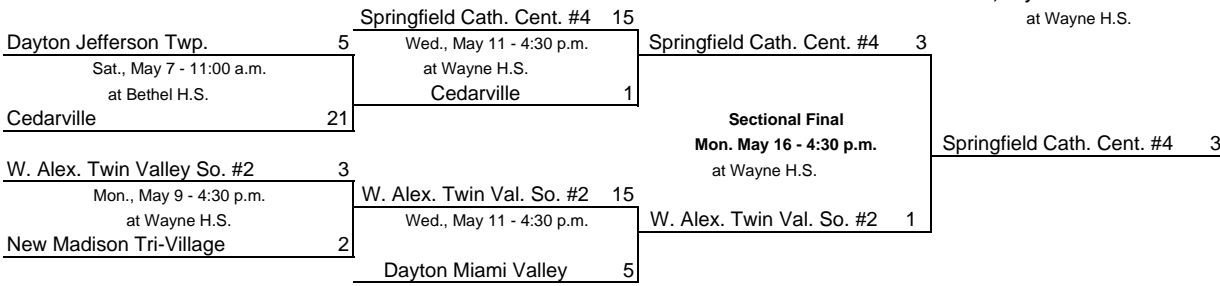 Springfield Cath. Cent. #4 15
at Wayne H.S.
Dayton Jefferson Twp. 5
Wed., May 11 - 4:30 p.m.
Springfield Cath. Cent. #4 3
Sat., May 7 - 11:00 a.m.
at Wayne H.S.
at Bethel H.S.
Cedarville 1
Cedarville 21
Sectional Final
Mon. May 16 - 4:30 p.m.
Springfield Cath. Cent. #4 3
W. Alex. Twin Valley So. #2 3
at Wayne H.S.
Mon., May 9 - 4:30 p.m.
W. Alex. Twin Val. So. #2 15
at Wayne H.S.
Wed., May 11 - 4:30 p.m.
W. Alex. Twin Val. So. #2 1
New Madison Tri-Village 2
Dayton Miami Valley 5